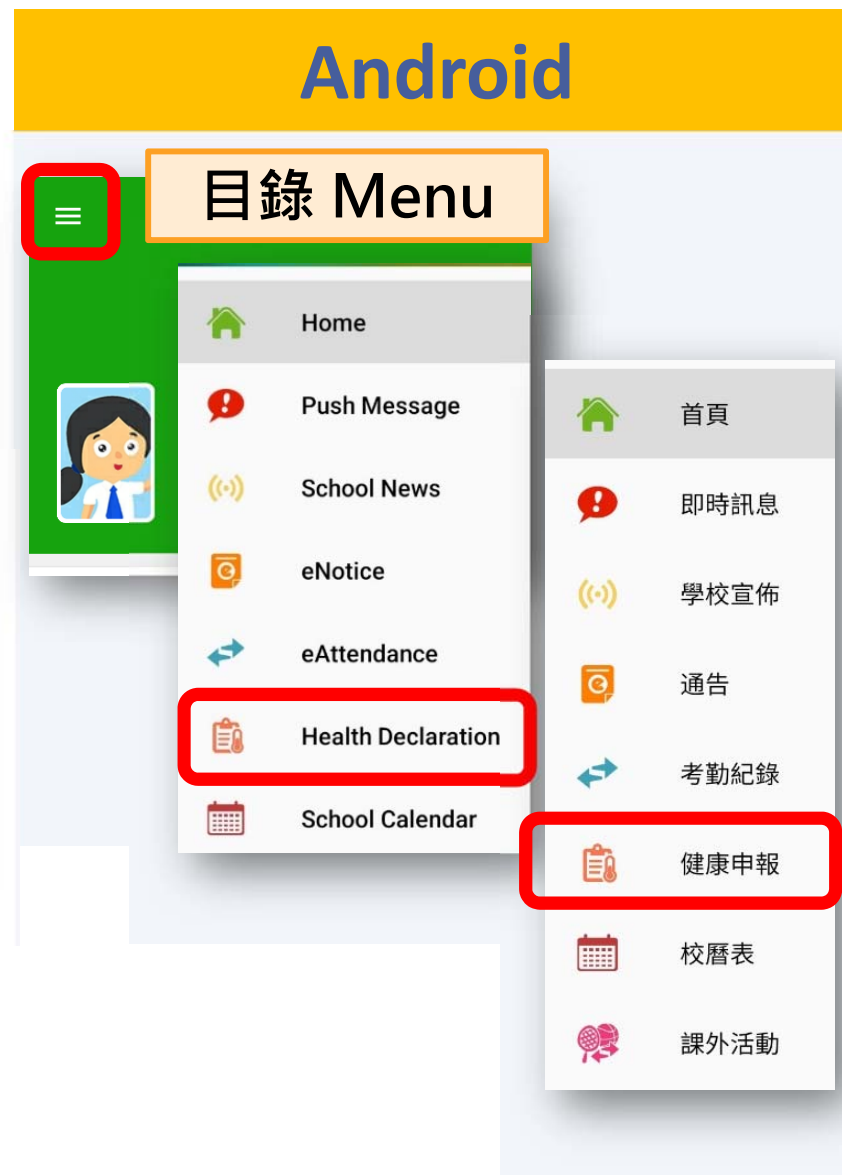 Android
目錄 Menu
Home
Push Message
School News
eNotice
eAttendance
Health Declaration
School Calendar
首頁
即時訊息
學校宣佈
通告
考勤紀錄
健康申報
校曆表
課外活動